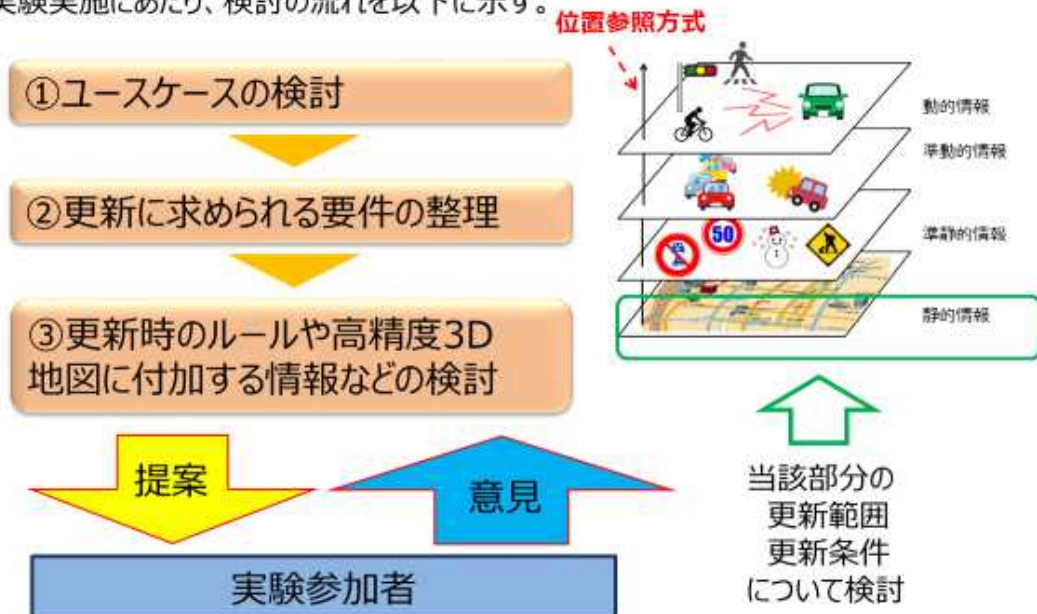 実験実施にあたり、検討の流れを以下に示す。
位置参照方式
①ユースケースの検討
②更新に求められる要件の整理
③更新時のルールや高精度3D
地図に付加する情報などの検討
提案
意見
実験参加者
動的情報
準動的情報
50
準静的情報
静的情報
当該部分の
更新範囲
更新条件
について検討